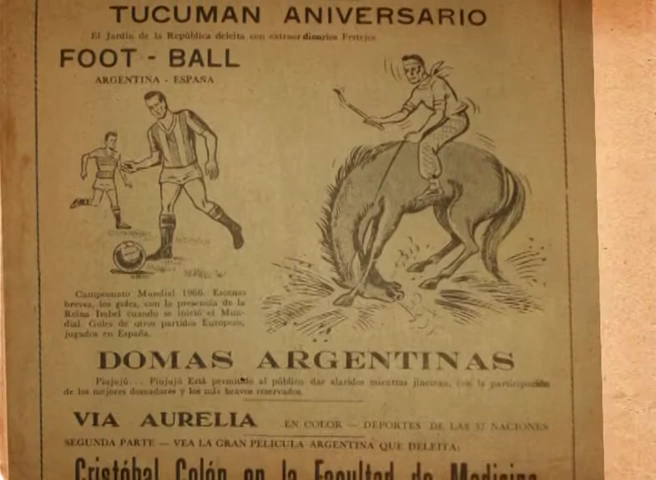 TUCUMAN ANIVERSARIO
El Jardín de la República deleita con extraordinarios Festejos
FOOT - BALL
ARGENTINA - ESPAÑA
Campeonato Mundial 1966. Escenas
breves, los goles, con la presencia de la
Reina Isabel cuando se inició el Mun-
dial. Goles de otros partidos Europeos,
jugados en España.
DOMAS ARGENTINAS
Piujujú... Piujujó Está permitido al público dar alaridos mientras jinetean, con la participación
de los mejores domadores y los más bravos reservados.
VIA AURELIA EN COLOR — DEPORTES DE LAS 37 NACIONES
SEGUNDA PARTE — VEA LA GRAN PELICULA ARGENTINA QUE DELEITA:
Cristóbal Colón en la Facultad de Medicina